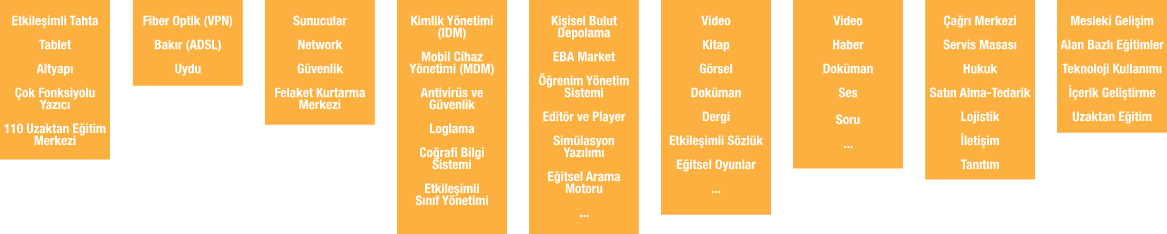 Etkileşimli Tahta
Tablet
Altyapı
Çok Fonksiyolu
Yazıcı
110 Uzaktan Eğitim
Merkezi
Fiber Optik (VPN)
Bakır (ADSL)
Uydu
Sunucular
Network
Güvenlik
Felaket Kurtarma
Merkezi
Kimlik Yönetimi
(IDM)
Mobil Cihaz
Yönetimi (MDM)
Antivirüs ve
Güvenlik
Loglama
Coğrafi Bilgi
Sistemi
Etkileşimli
Sınıf Yönetimi
Kişisel Bulut
Depolama
EBA Market
Öğrenim Yönetim
Sistemi
Editör ve Player
Simülasyon
Yazılımı
Eğitsel Arama
Motoru
...
Video
Kitap
Görsel
Doküman
Dergi
Etkileşimli Sözlük
Eğitsel Oyunlar
...
Video
Haber
Doküman
Ses
Soru
...
Çağrı Merkezi
Servis Masası
Hukuk
Satın Alma-Tedarik
Lojistik
İletişim
Tanıtım
Mesleki Gelişim
Alan Bazlı Eğitimler
Teknoloji Kullanımı
İçerik Geliştirme
Uzaktan Eğitim